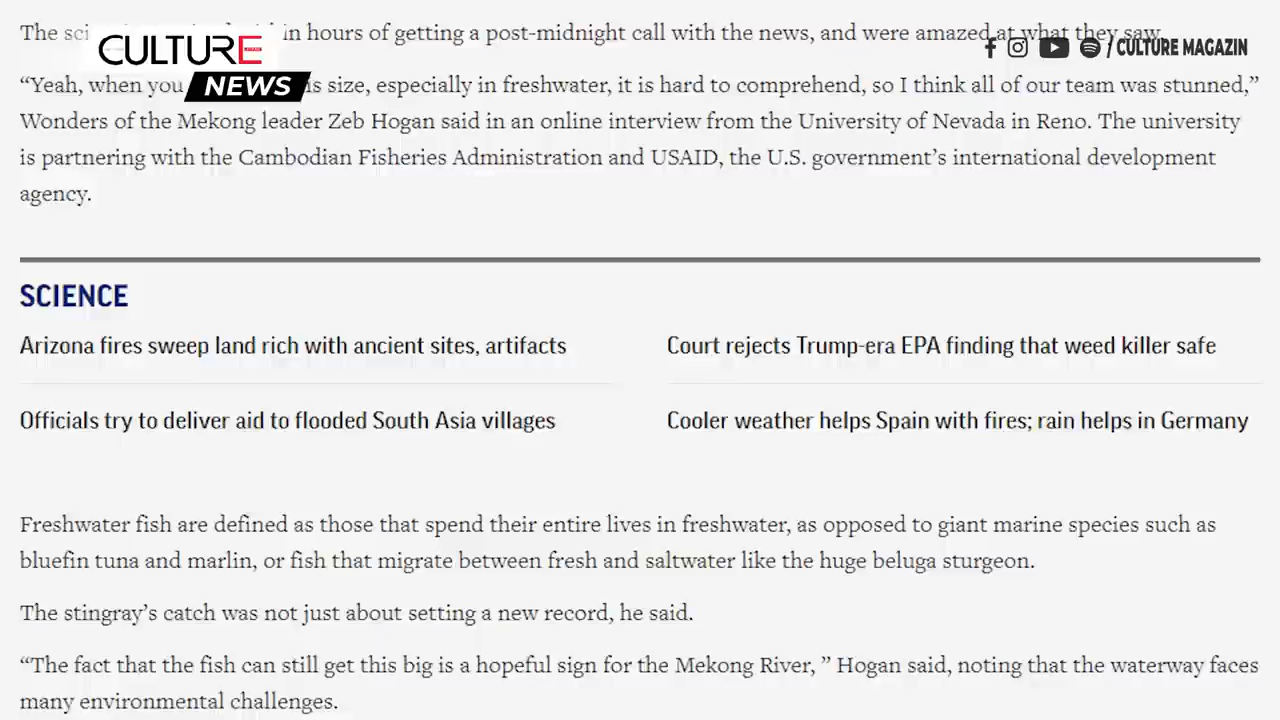 The sci in hours of getting a post-midnight call with the news, and were amazed at what they saw.
CULTURE
NEWS
/ CULTURE MAGAZIN
“Yeah, when you is size, especially in freshwater, it is hard to comprehend, so I think all of our team was stunned,”
Wonders of the Mekong leader Zeb Hogan said in an online interview from the University of Nevada in Reno. The university
is partnering with the Cambodian Fisheries Administration and USAID, the U.S. government’s international development
agency.
SCIENCE
Arizona fires sweep land rich with ancient sites, artifacts
Court rejects Trump-era EPA finding that weed killer safe
Officials try to deliver aid to flooded South Asia villages
Cooler weather helps Spain with fires; rain helps in Germany
Freshwater fish are defined as those that spend their entire lives in freshwater, as opposed to giant marine species such as
bluefin tuna and marlin, or fish that migrate between fresh and saltwater like the huge beluga sturgeon.
The stingray’s catch was not just about setting a new record, he said.
“The fact that the fish can still get this big is a hopeful sign for the Mekong River, ” Hogan said, noting that the waterway faces
many environmental challenges.